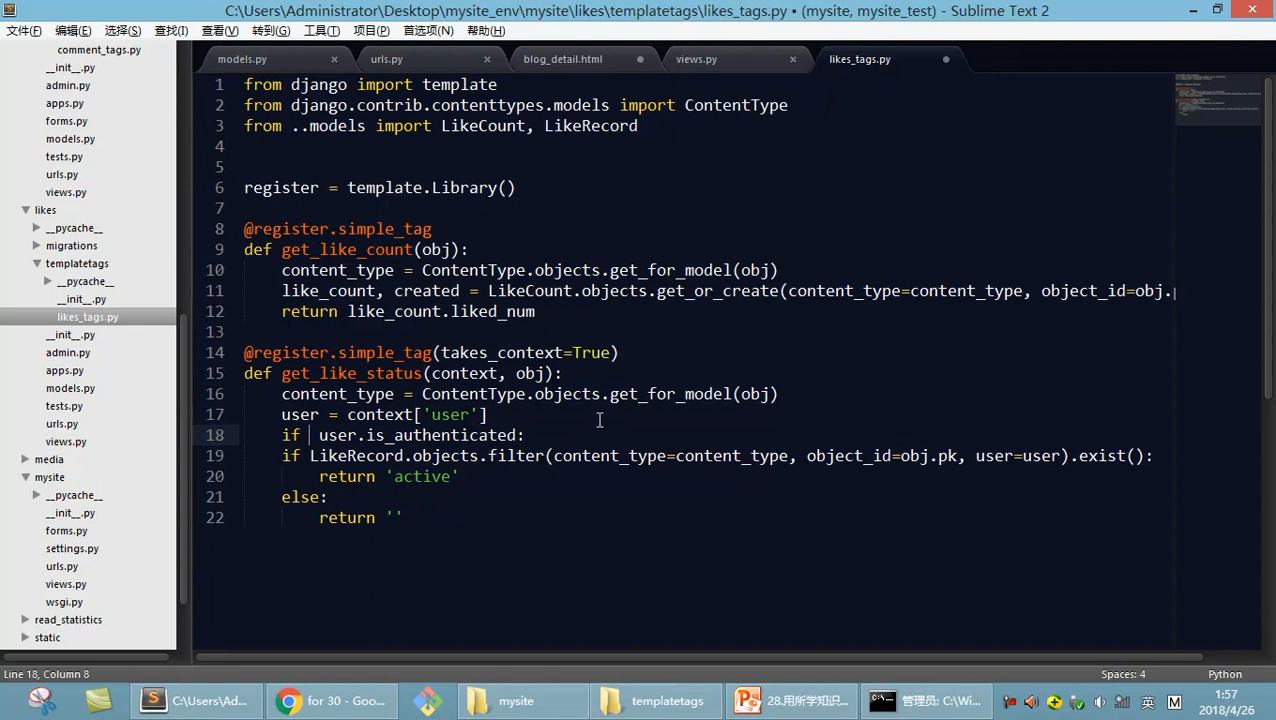 C:\Users\Administrator\Desktop\mysite_env\mysite\likes\templatetags\likes_tags.py • (mysite, mysite_test) - Sublime Text 2
文件(F) 编辑(E) 选择(S) 查找(I) 查看(V) 转到(G) 工具(T) 项目(P) 首选项(N) 帮助(H)
comment_tags.py
__init__.py
admin.py
apps.py
forms.py
models.py
tests.py
urls.py
views.py
likes
__pycache__
migrations
templatetags
__pycache__
__init__.py
likes_tags.py
__init__.py
admin.py
apps.py
models.py
tests.py
urls.py
views.py
media
mysite
__pycache__
__init__.py
forms.py
settings.py
urls.py
views.py
wsgi.py
read_statistics
static
models.py urls.py blog_detail.html views.py likes_tags.py
1 from django import template
2 from django.contrib.contenttypes.models import ContentType
3 from ..models import LikeCount, LikeRecord
4
5
6 register = template.Library()
7
8 @register.simple_tag
9 def get_like_count(obj):
10 content_type = ContentType.objects.get_for_model(obj)
11 like_count, created = LikeCount.objects.get_or_create(content_type=content_type, object_id=obj.
12 return like_count.liked_num
13
14 @register.simple_tag(takes_context=True)
15 def get_like_status(context, obj):
16 content_type = ContentType.objects.get_for_model(obj)
17 user = context['user']
18 if user.is_authenticated:
19 if LikeRecord.objects.filter(content_type=content_type, object_id=obj.pk, user=user).exist():
20 return 'active'
21 else:
22 return ''
Line 18, Column 8 Spaces: 4 Python
C:\Users\Ad... for 30 - Goo... mysite templatetags 28.用所学知识... 管理员: C:\Wi... 英 M 1:57
2018/4/26